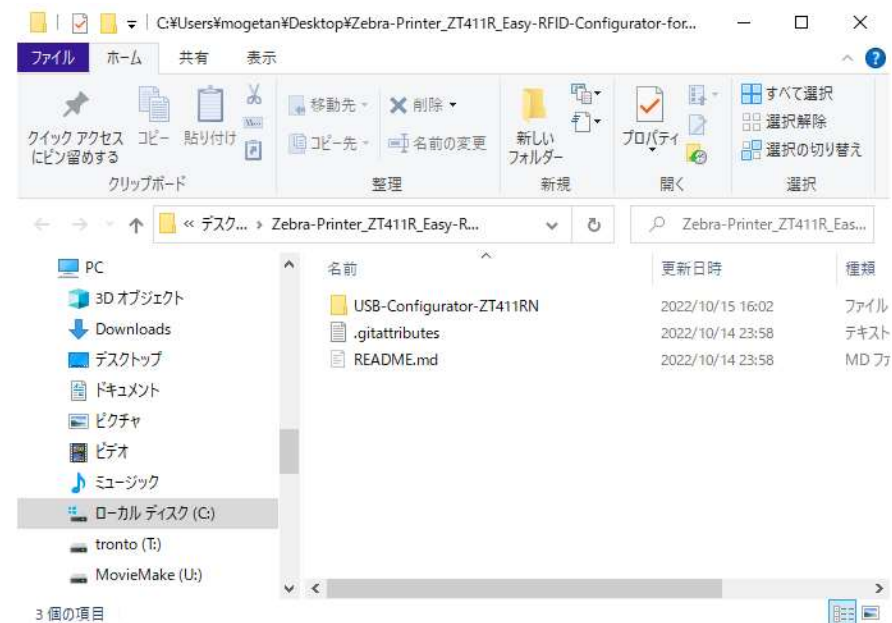 C:¥Users¥mogetan¥Desktop¥Zebra-Printer_ZT411R_Easy-RFID-Configurator-for...
ファイル ホーム 共有 表示
クイック アクセス
にピン留めする
コピー
貼り付け
移動先
コピー先
削除
名前の変更
新しい
フォルダー
プロパティ
すべて選択
選択解除
選択の切り替え
クリップボード 整理 新規 開く 選択
« デスク... › Zebra-Printer_ZT411R_Easy-R...
Zebra-Printer_ZT411R_Eas...
PC
3D オブジェクト
Downloads
デスクトップ
ドキュメント
ピクチャ
ビデオ
ミュージック
ローカル ディスク (C:)
tronto (T:)
MovieMake (U:)
名前 更新日時 種類
USB-Configurator-ZT411RN 2022/10/15 16:02 ファイル
.gitattributes 2022/10/14 23:58 テキスト
README.md 2022/10/14 23:58 MD ファ
3 個の項目